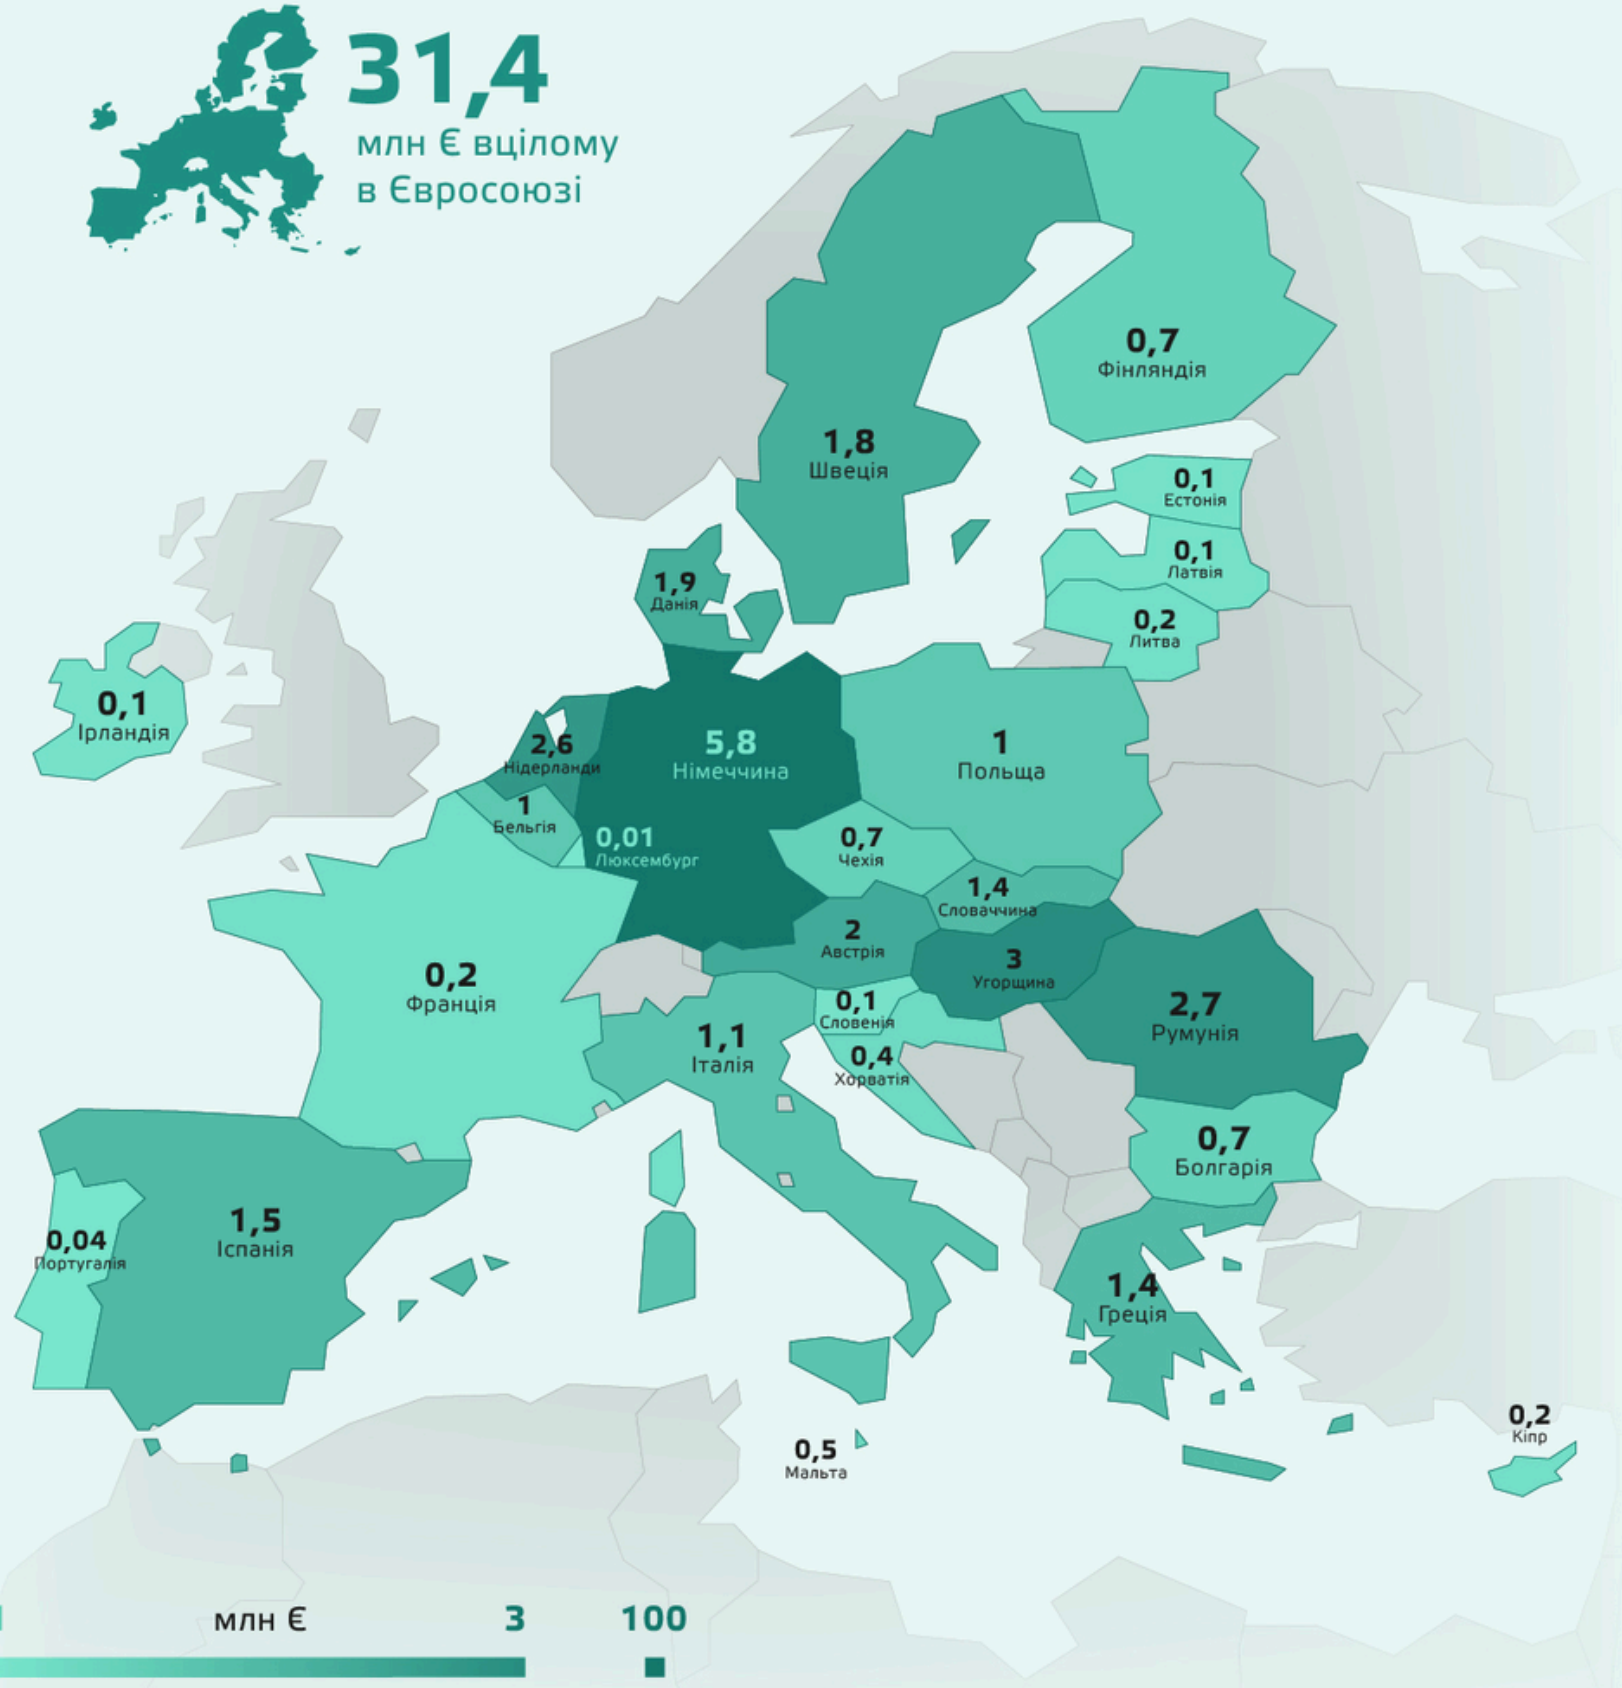 31,4
млн € вцілому
в Євросоюзі
0,7
Фінляндія
1,8
Швеція
0,1
Естонія
0,1
Латвія
1,9
Данія
0,2
Литва
0,1
Ірландія
2,6
Нідерланди
5,8
Німеччина
1
Польща
1
Бельгія
0,01
Люксембург
0,7
Чехія
1,4
Словаччина
2
Австрія
3
Угорщина
0,2
Франція
0,1
Словенія
2,7
Румунія
1,1
Італія
0,4
Хорватія
0,7
Болгарія
0,04
Португалія
1,5
Іспанія
1,4
Греція
0,5
Мальта
0,2
Кіпр
млн € 3 100